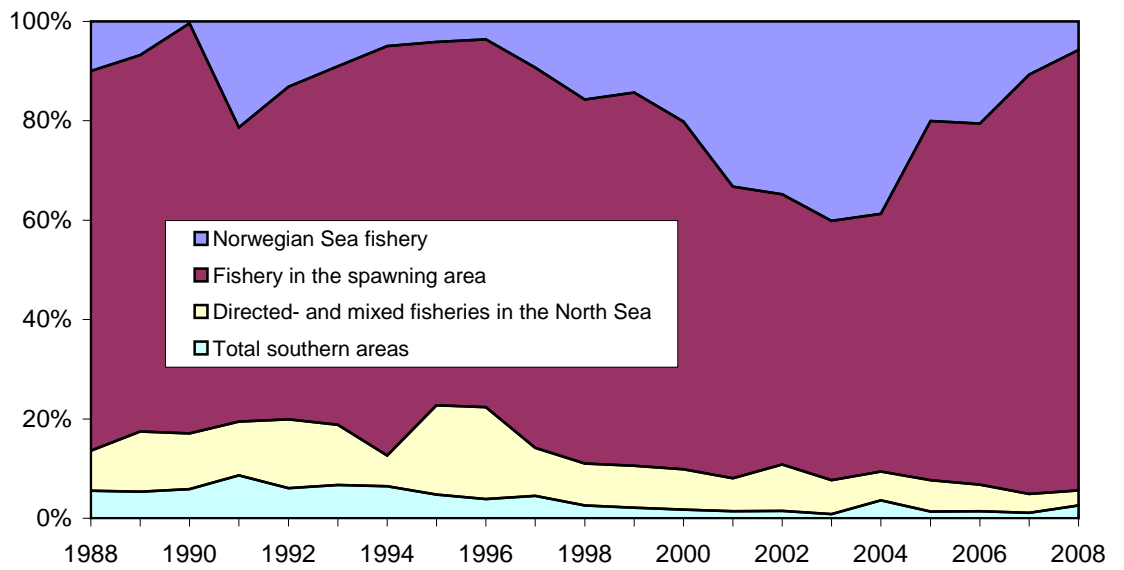 100%
80%
60%
40%
20%
0%
Norwegian Sea fishery
Fishery in the spawning area
Directed- and mixed fisheries in the North Sea
Total southern areas
1988 1990 1992 1994 1996 1998 2000 2002 2004 2006 2008